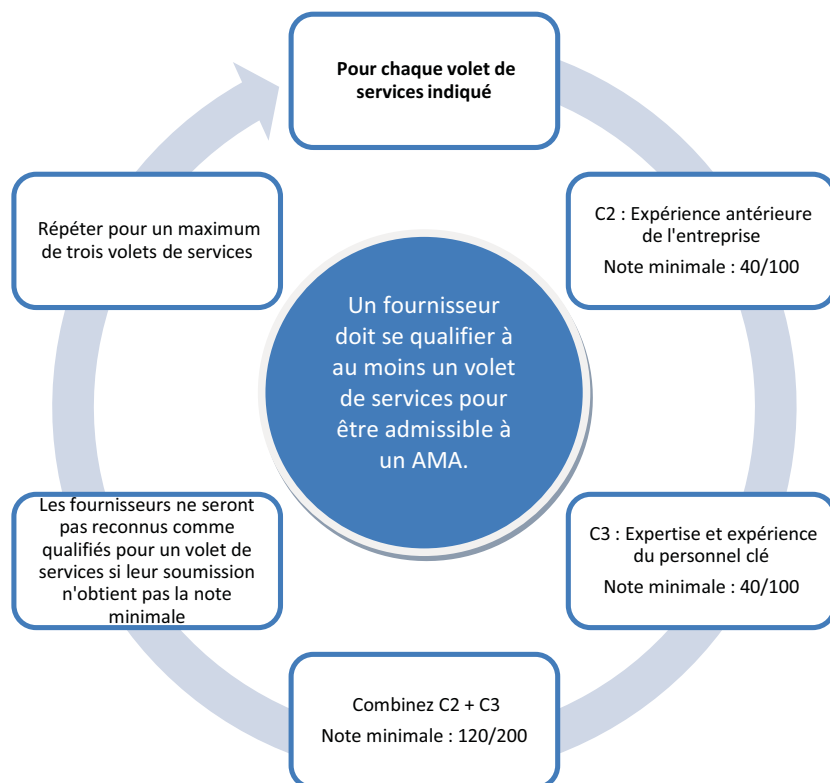 Pour chaque volet de
services indiqué
C2 : Expérience antérieure
de l'entreprise
Note minimale : 40/100
C3 : Expertise et expérience
du personnel clé
Note minimale : 40/100
Combinez C2 + C3
Note minimale : 120/200
Les fournisseurs ne seront
pas reconnus comme
qualifiés pour un volet de
services si leur soumission
n'obtient pas la note
minimale
Répéter pour un maximum
de trois volets de services
Un fournisseur
doit se qualifier à
au moins un volet
de services pour
être admissible à
un AMA.